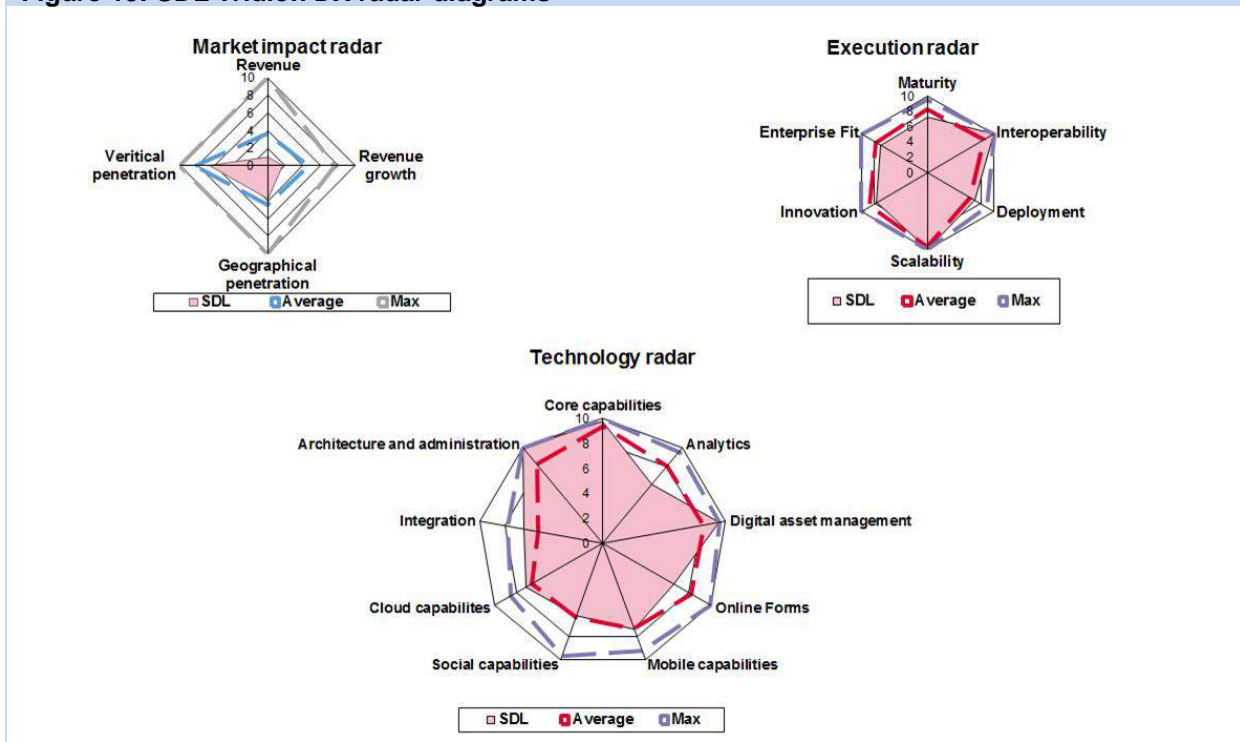 Market impact radar
Revenue
10
8
6
4
2
0
Veritical
penetration
Revenue
growth
Geographical
penetration
SDL Average Max
Execution radar
Maturity
10
8
6
4
2
0
Enterprise Fit
Interoperability
Innovation
Deployment
Scalability
SDL Average Max
Technology radar
Core capabilities
10
8
6
4
2
0
Architecture and administration
Analytics
Integration
Digital asset management
Cloud capabilites
Online Forms
Social capabilities
Mobile capabilities
SDL Average Max